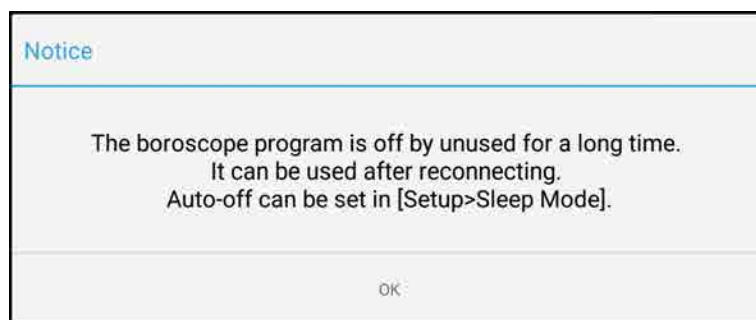 Notice
The boroscope program is off by unused for a long time.
It can be used after reconnecting.
Auto-off can be set in [Setup>Sleep Mode].
OK